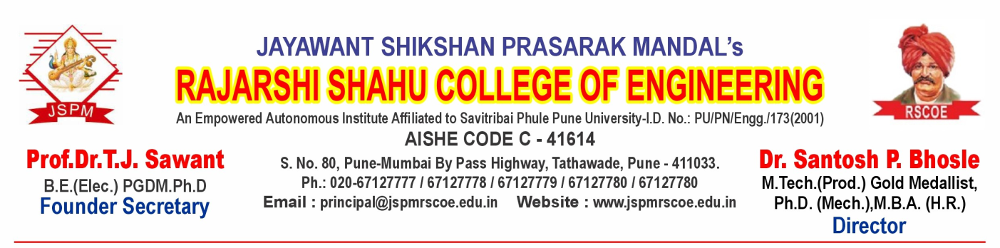 JAYAWANT SHIKSHAN PRASARAK MANDAL's
RAJARSHI SHAHU COLLEGE OF ENGINEERING
An Empowered Autonomous Institute Affiliated to Savitribai Phule Pune University-I.D. No.: PU/PN/Engg./173(2001)
AISHE CODE C - 41614
S. No. 80, Pune-Mumbai By Pass Highway, Tathawade, Pune - 411033.
Ph.: 020-67127777 / 67127778 / 67127779 / 67127780 / 67127780
Email : principal@jspmrscoe.edu.in Website : www.jspmrscoe.edu.in
JSPM
Prof.Dr.T.J. Sawant
B.E.(Elec.) PGDM.Ph.D
Founder Secretary
RSCOE
Dr. Santosh P. Bhosle
M.Tech.(Prod.) Gold Medallist,
Ph.D. (Mech.),M.B.A. (H.R.)
Director